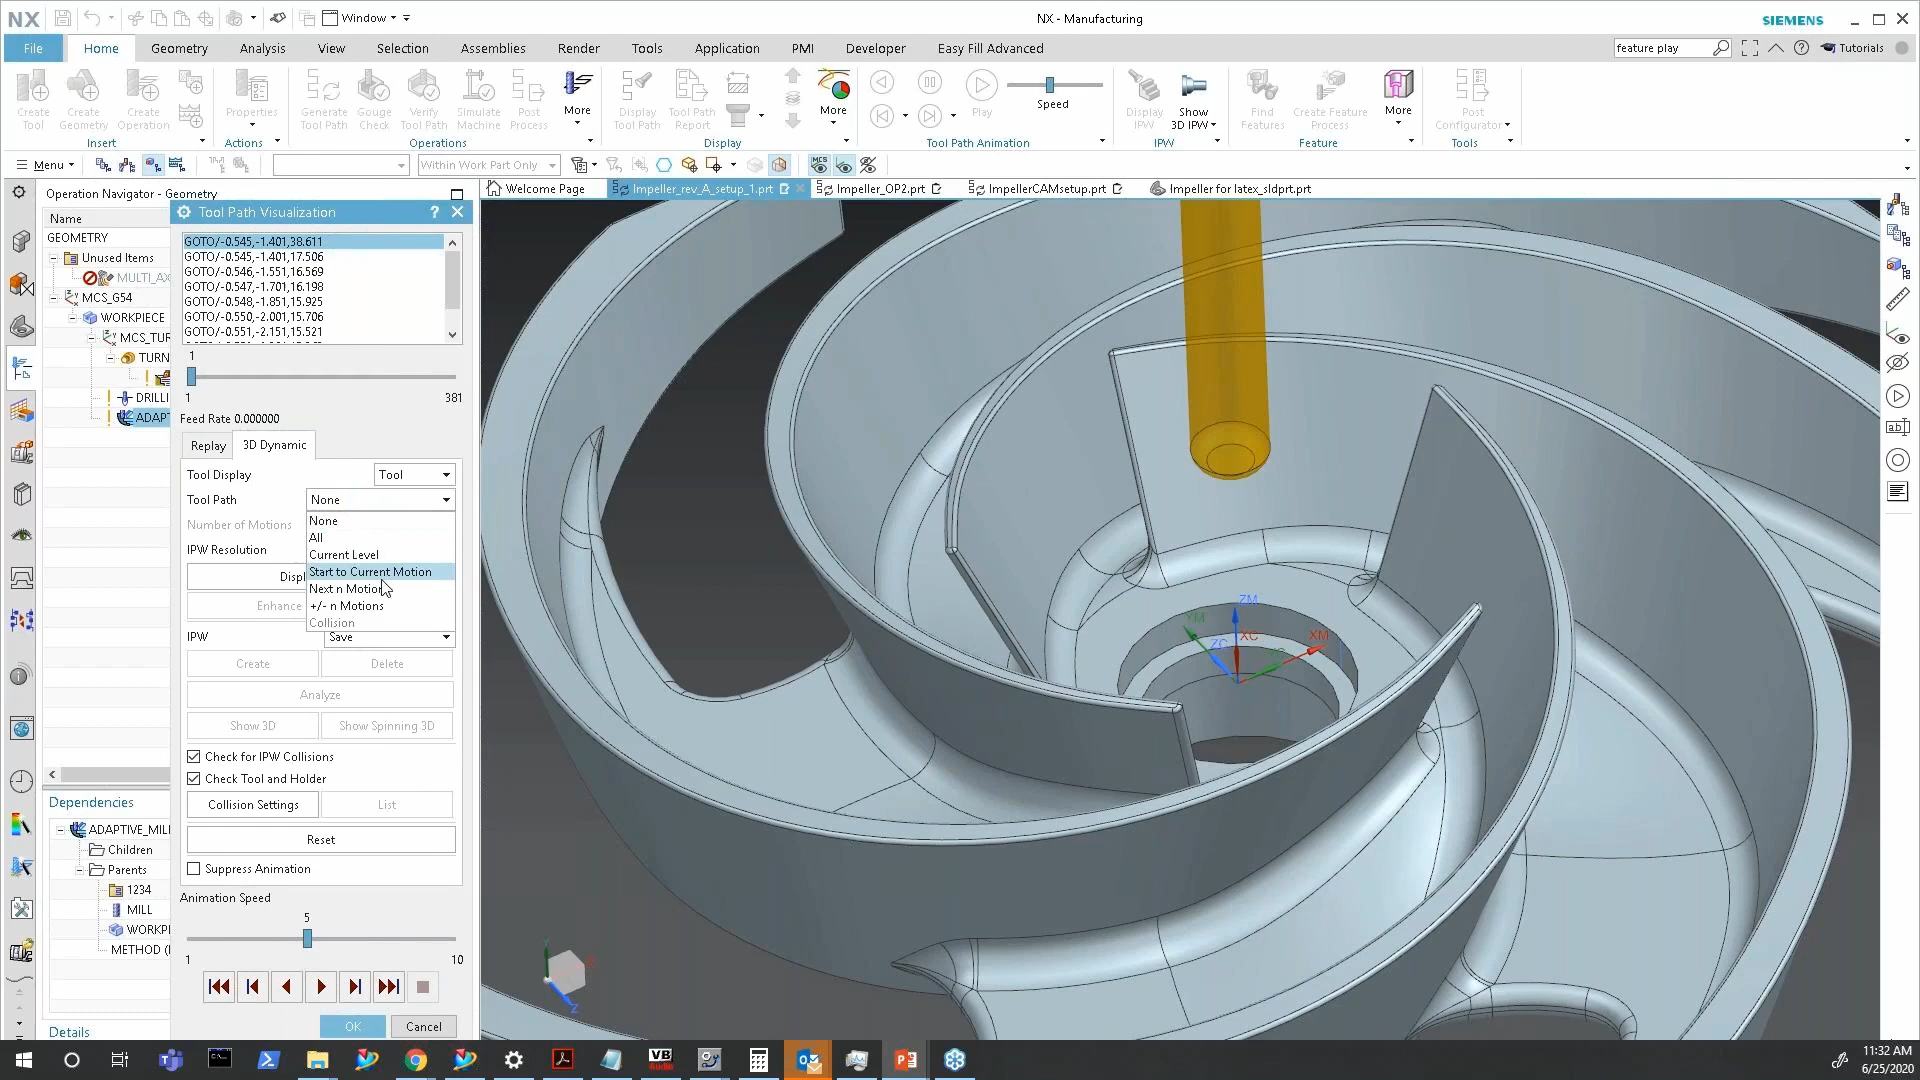 NX
Window
NX - Manufacturing
SIEMENS
File
Home
Geometry
Analysis
View
Selection
Assemblies
Render
Tools
Application
PMI
Developer
Easy Fill Advanced
feature play
Tutorials
Create Tool
Create Geometry
Create Operation
Properties
Generate Tool Path
Gouge Check
Verify Tool Path
Simulate Machine
Post Process
More
Display Tool Path
Tool Path Report
More
Play
Speed
Display IPW
Show 3D IPW
Find Features
Create Feature Process
More
Post Configurator
Insert
Actions
Operations
Display
Tool Path Animation
IPW
Feature
Tools
Menu
Within Work Part Only
MCS
Operation Navigator - Geometry
Welcome Page
Impeller_rev_A_setup_1.prt
Impeller_OP2.prt
ImpellerCAMsetup.prt
Impeller for latex_sldprt.prt
Name
GEOMETRY
Unused Items
MULTI_AX
MCS_G54
WORKPIECE
MCS_TUR
TURN
DRILLI
ADAPT
Tool Path Visualization
?
GOTO/-0.545,-1.401,38.611
GOTO/-0.545,-1.401,17.506
GOTO/-0.546,-1.551,16.569
GOTO/-0.547,-1.701,16.198
GOTO/-0.548,-1.851,15.925
GOTO/-0.550,-2.001,15.706
GOTO/-0.551,-2.151,15.521
1
1
381
Feed Rate 0.000000
Replay
3D Dynamic
Tool Display
Tool
Tool Path
None
Number of Motions
None
All
IPW Resolution
Current Level
Start to Current Motion
Displ
Next n Motion
Enhance
+/- n Motions
Collision
IPW
Save
Create
Delete
Analyze
Show 3D
Show Spinning 3D
Check for IPW Collisions
Check Tool and Holder
Collision Settings
List
Reset
Suppress Animation
Animation Speed
5
1
10
OK
Cancel
Dependencies
ADAPTIVE_MILL
Children
Parents
1234
MILL
WORKPI
METHOD (
Details
ZM
YM
XC
XM
ZC
Z
ab
VB
Audio
11:32 AM
6/25/2020